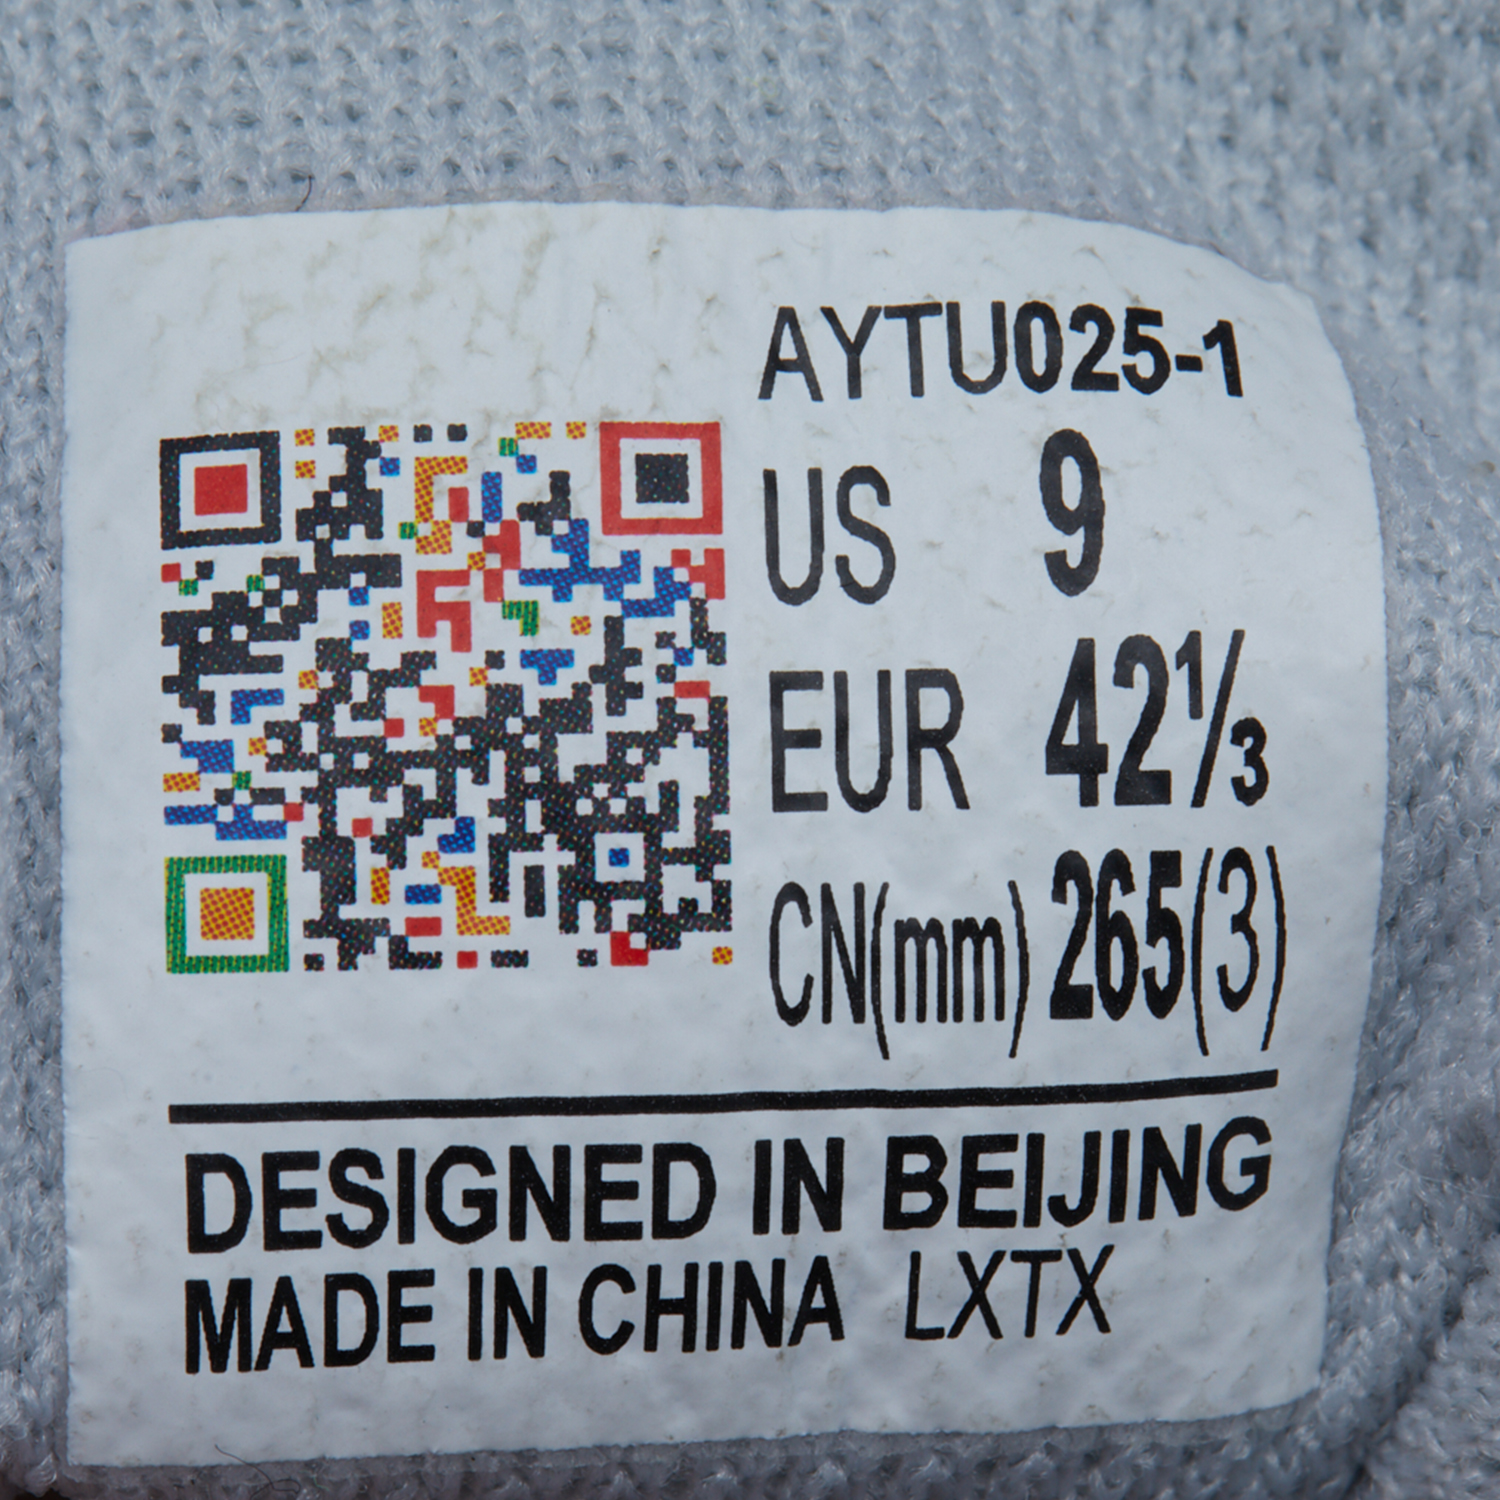 AYTU025-1
US 9
EUR 42⅓
CN(mm) 265(3)
DESIGNED IN BEIJING
MADE IN CHINA LXTX